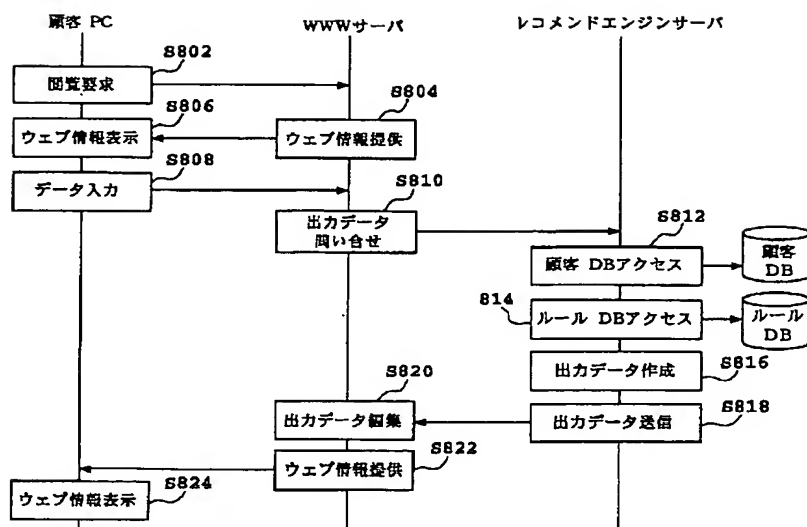 顧客 PC
WWWサーバ
レコメンドエンジンサーバ
S802
閲覧要求
S806
S804
ウェブ情報表示
ウェブ情報提供
S808
データ入力
S810
出力データ
問い合せ
S812
顧客 DBアクセス
顧客
DB
814
ルール DBアクセス
ルール
DB
出力データ作成
S816
S820
出力データ編集
出力データ送信
S818
ウェブ情報提供
S822
S824
ウェブ情報表示